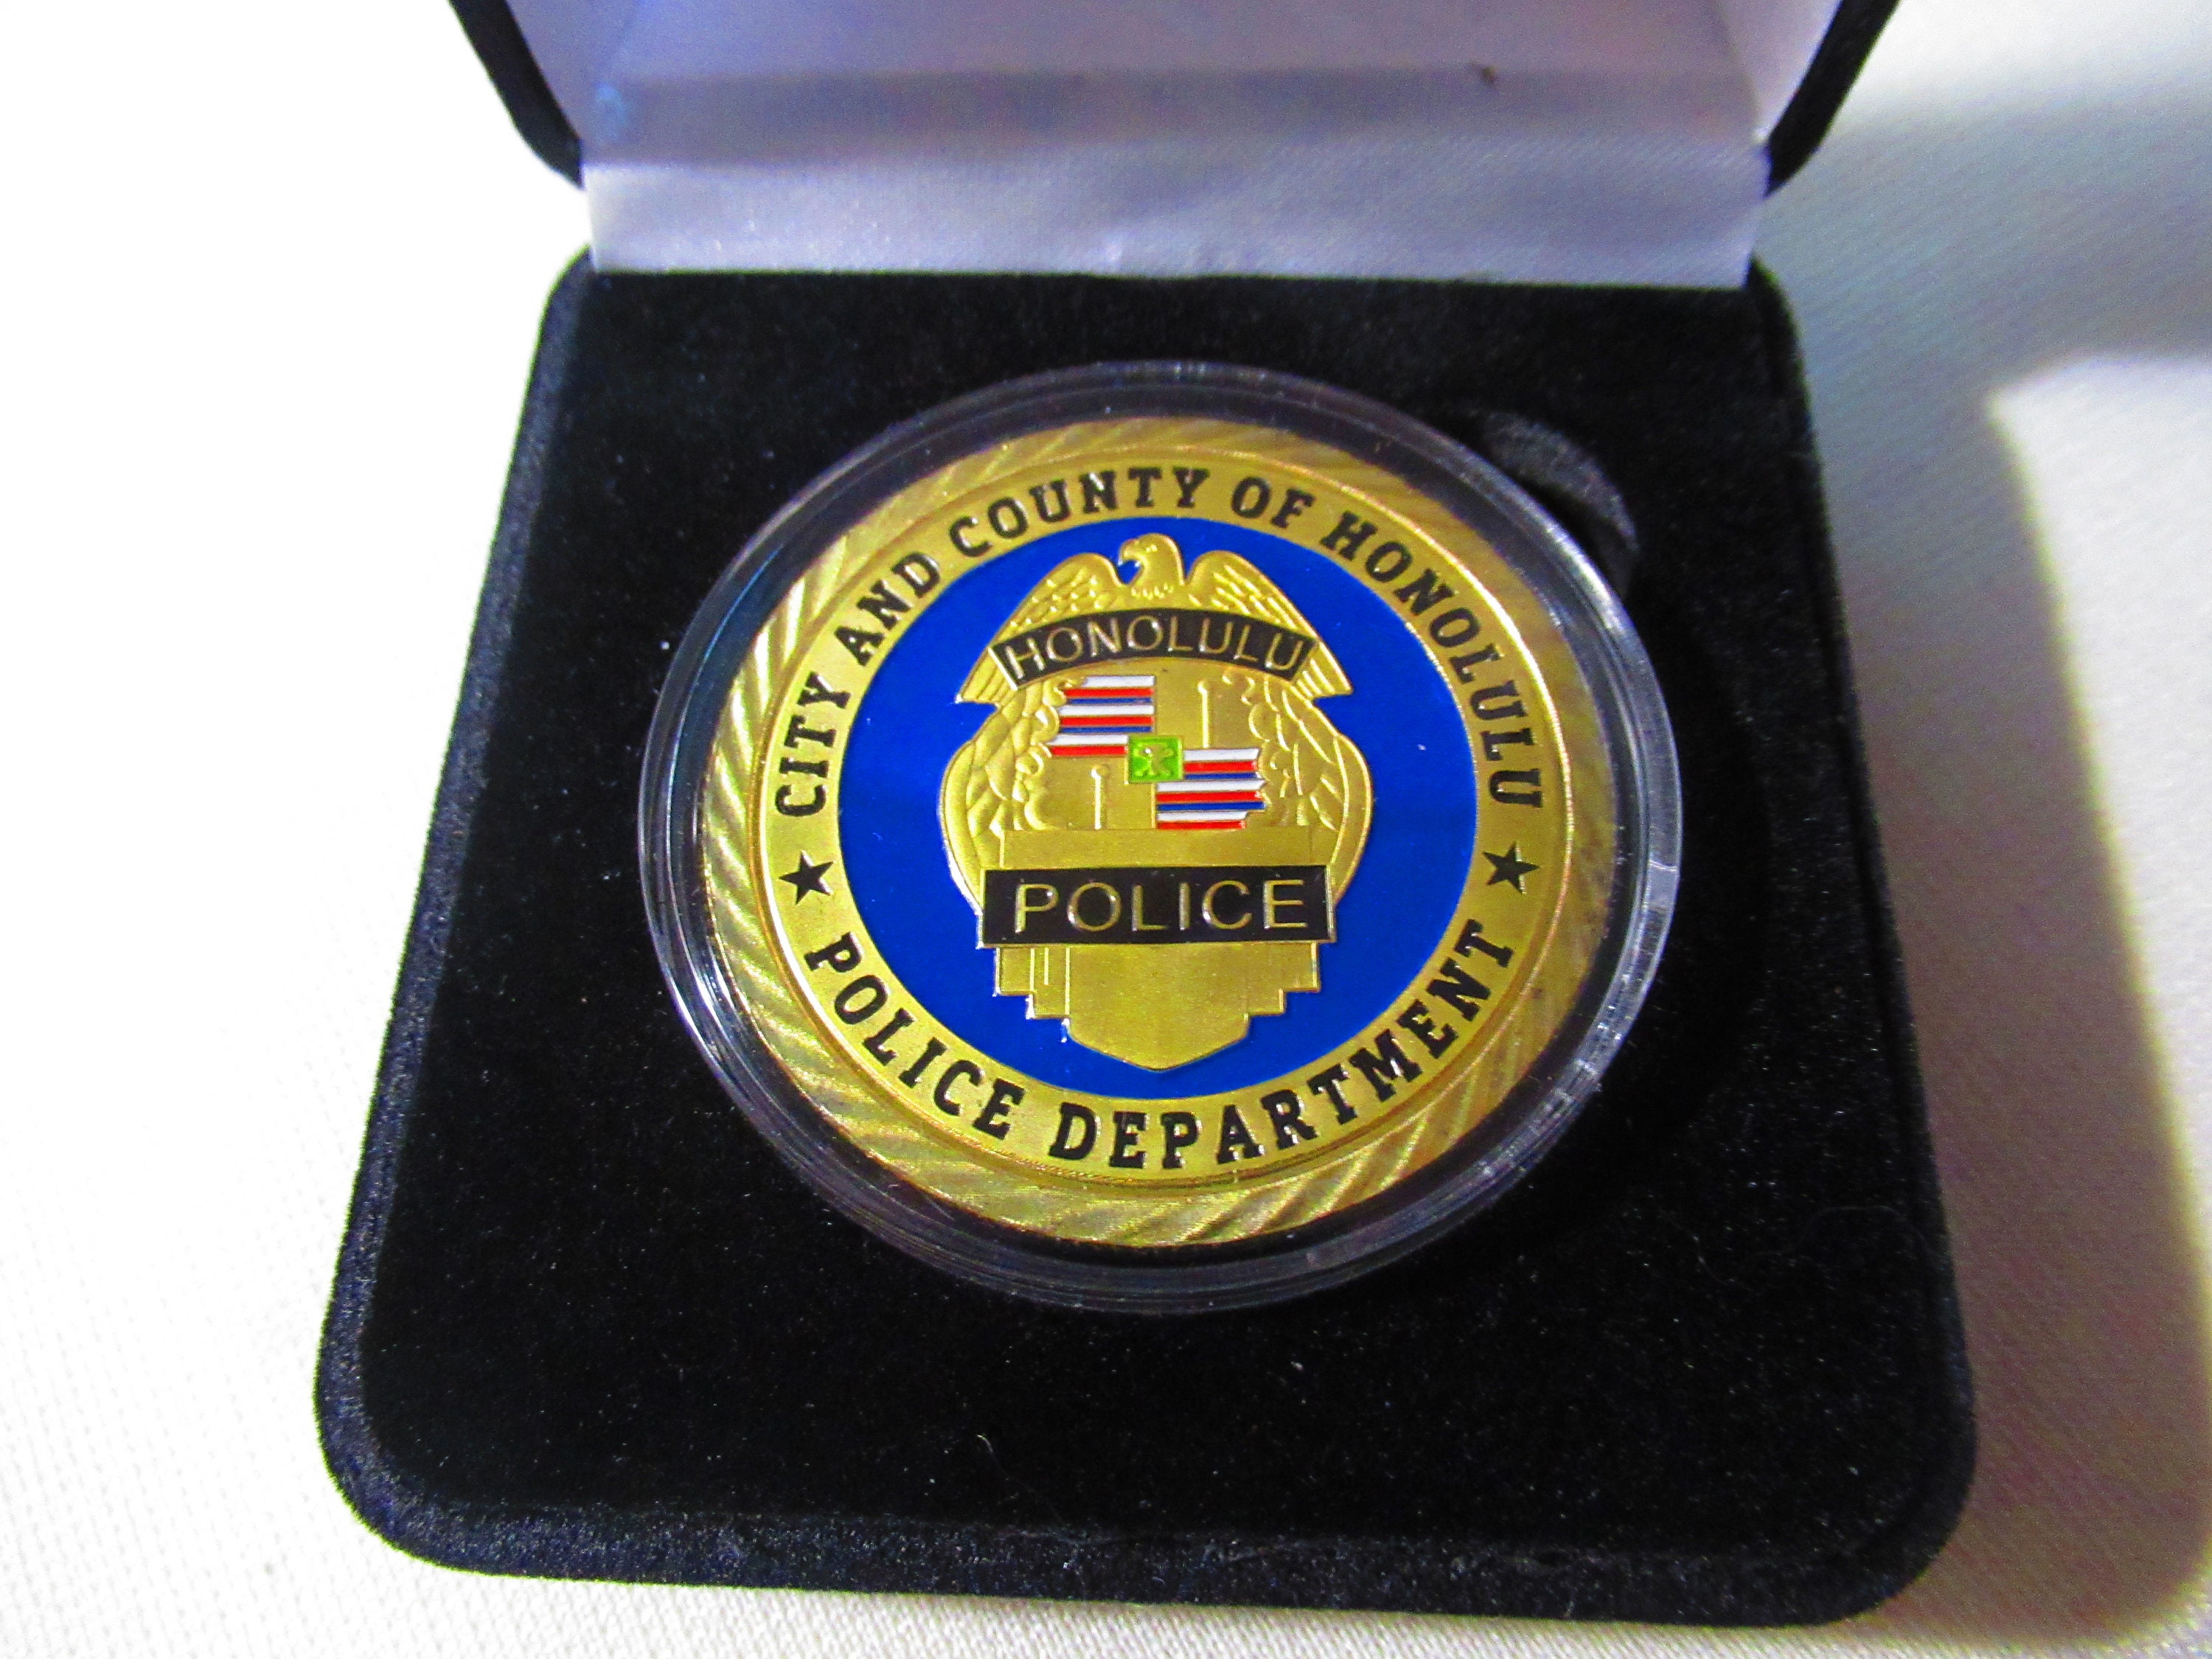 CITY AND COUNTY OF HONOLULU
HONOLULU
POLICE
POLICE DEPARTMENT